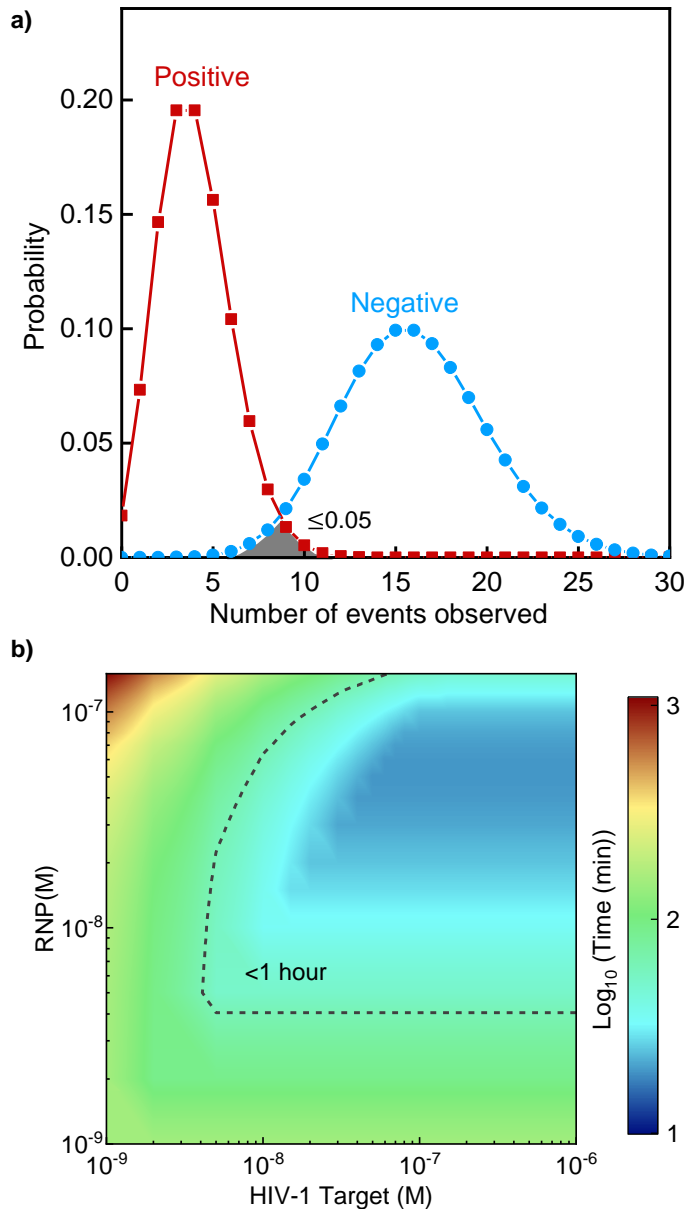 a)
Positive
Negative
≤0.05
Probability
0.20
0.15
0.10
0.05
0.00
0 5 10 15 20 25 30
Number of events observed
b)
<1 hour
RNP(M)
10⁻⁷
10⁻⁸
10⁻⁹
10⁻⁹ 10⁻⁸ 10⁻⁷ 10⁻⁶
HIV-1 Target (M)
3
2
1
Log₁₀ (Time (min))